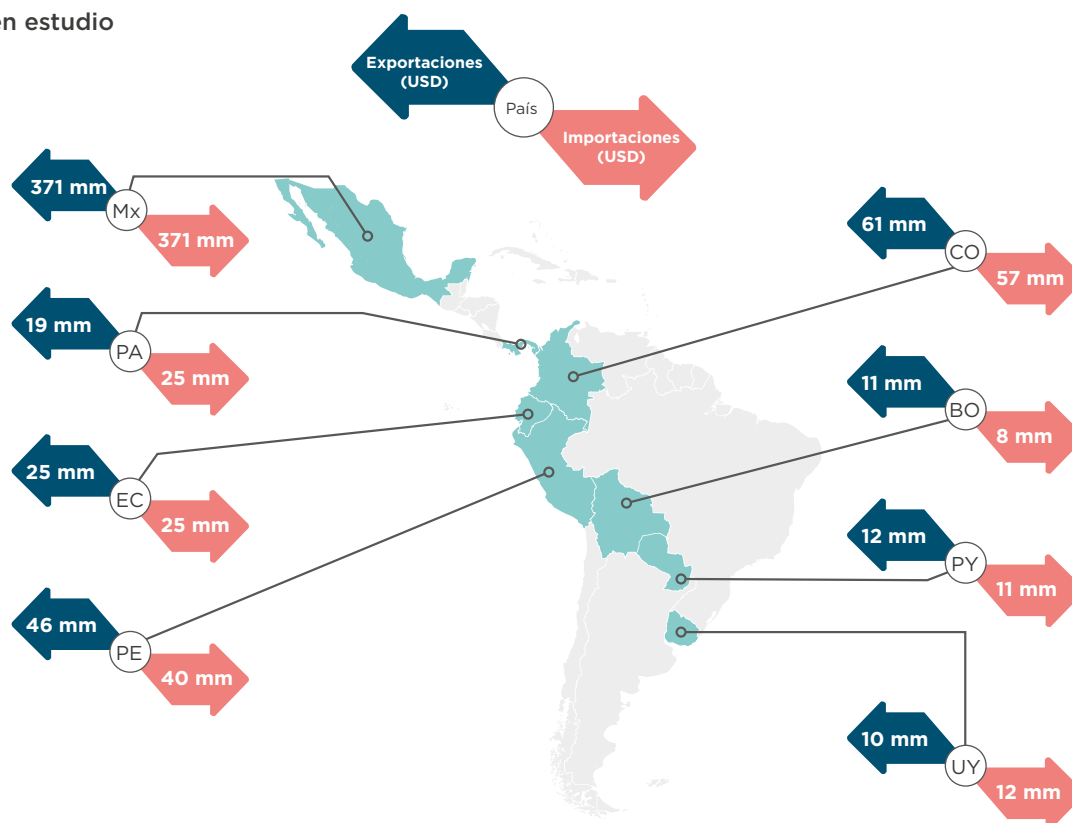 en estudio
Exportaciones
(USD)
País
Importaciones
(USD)
371 mm
Mx
371 mm
19 mm
PA
25 mm
25 mm
EC
25 mm
46 mm
PE
40 mm
61 mm
CO
57 mm
11 mm
BO
8 mm
12 mm
PY
11 mm
10 mm
UY
12 mm